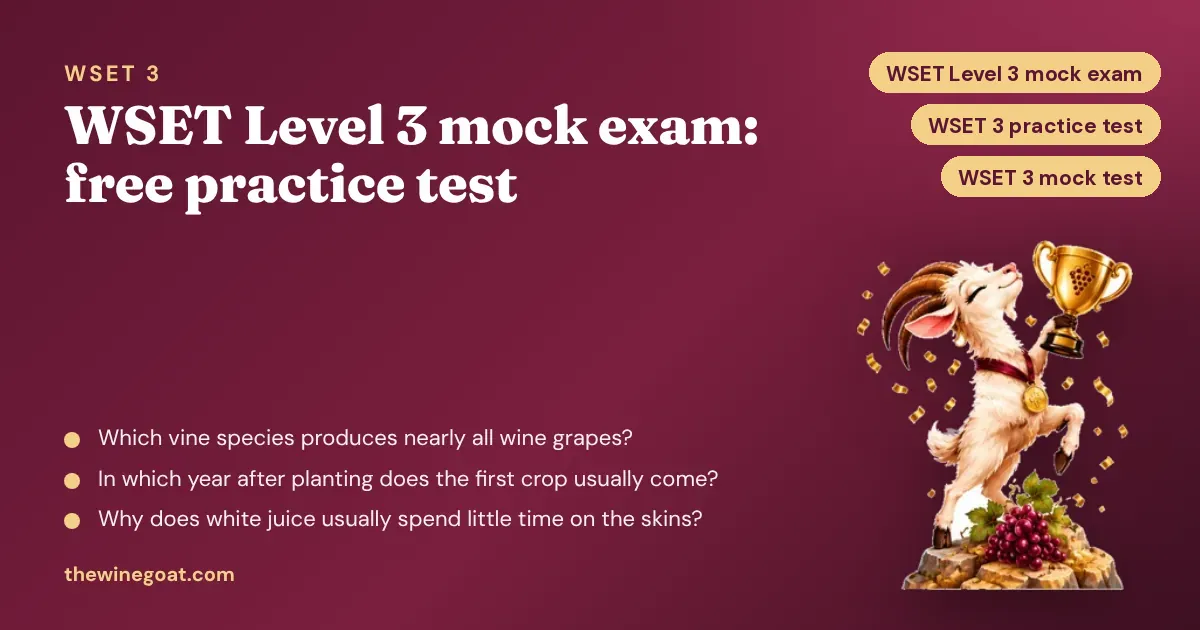 WSET 3
WSET Level 3 mock exam:
free practice test
WSET Level 3 mock exam
WSET 3 practice test
WSET 3 mock test
Which vine species produces nearly all wine grapes?
In which year after planting does the first crop usually come?
Why does white juice usually spend little time on the skins?
thewinegoat.com